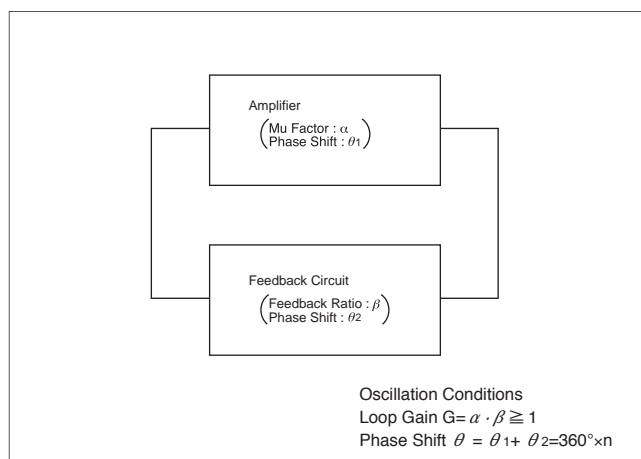 Amplifier
(Mu Factor : α
Phase Shift : θ1)
Feedback Circuit
(Feedback Ratio : β
Phase Shift : θ2)
Oscillation Conditions
Loop Gain G= α · β ≧ 1
Phase Shift θ = θ1+ θ2=360°×n